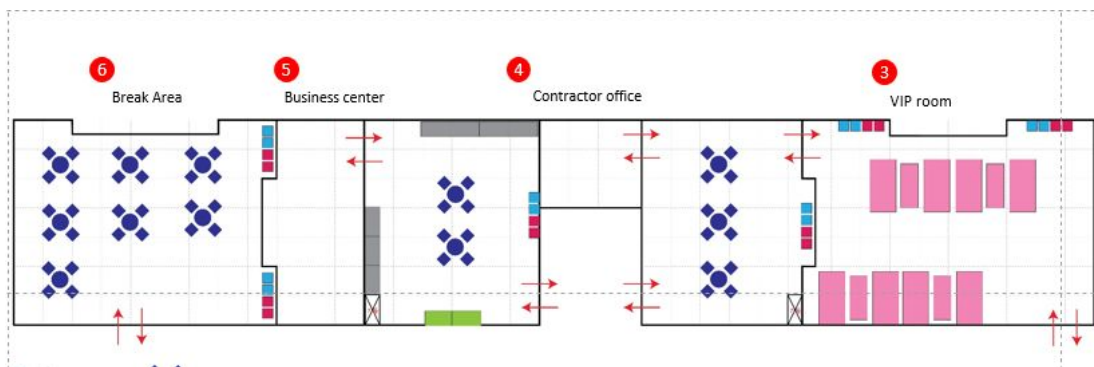 6
Break Area
5
Business center
4
Contractor office
3
VIP room